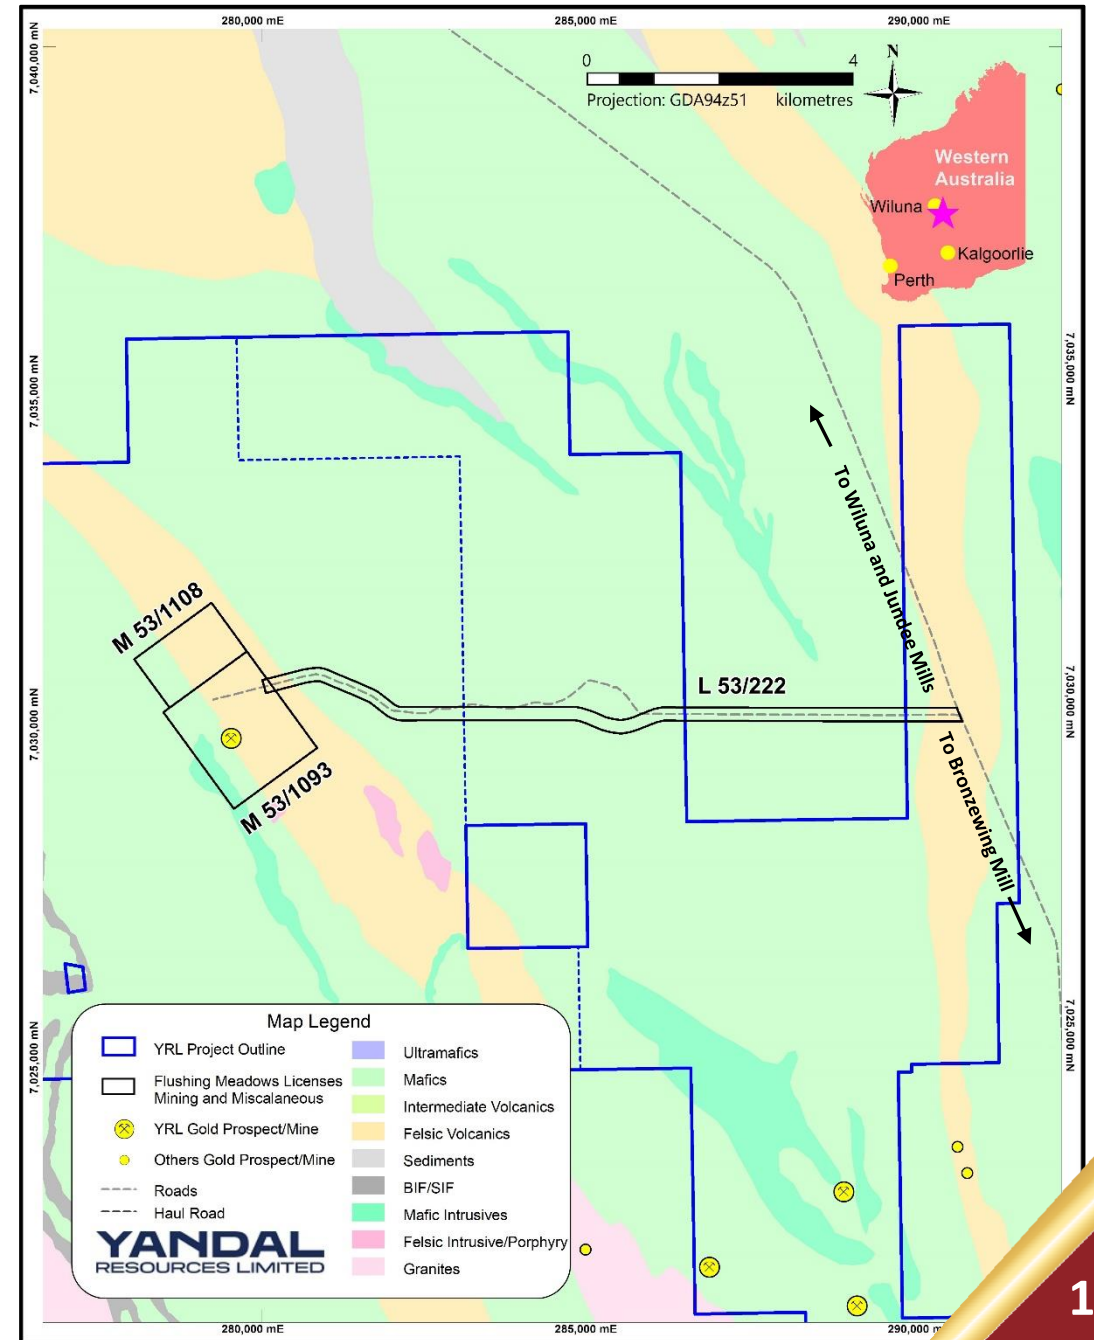 280,000 mE
285,000 mE
290,000 mE
7,040,000 mN
0
4
Projection: GDA94z51
kilometres
N
Western
Australia
Wiluna
Kalgoorlie
Perth
7,035,000 mN
7,035,000 mN
To Wiluna and Jundee Mills
M 53/1108
L 53/222
7,030,000 mN
7,030,000 mN
M 53/1093
To Bronzewing Mill
7,025,000 mN
7,025,000 mN
Map Legend
YRL Project Outline
Flushing Meadows Licenses
Mining and Miscalaneous
YRL Gold Prospect/Mine
Others Gold Prospect/Mine
Roads
Haul Road
Ultramafics
Mafics
Intermediate Volcanics
Felsic Volcanics
Sediments
BIF/SIF
Mafic Intrusives
Felsic Intrusive/Porphyry
Granites
YANDAL
RESOURCES LIMITED
280,000 mE
285,000 mE
290,000 mE
1